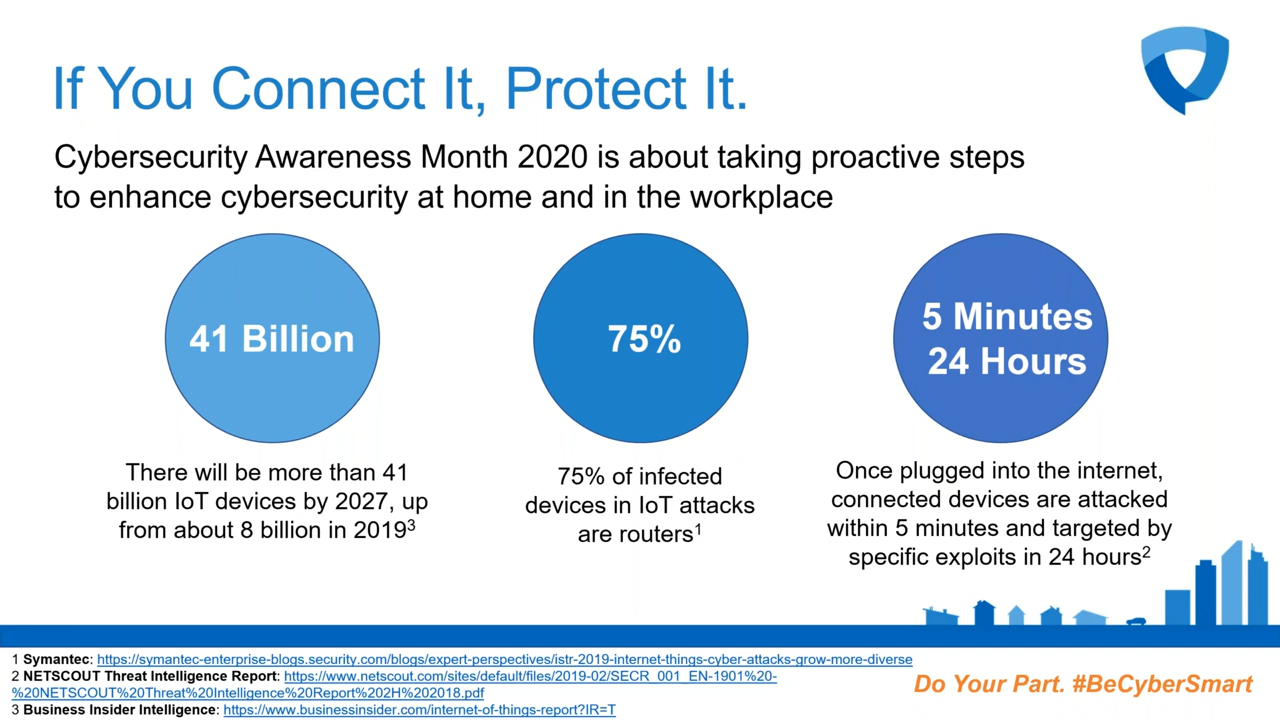 If You Connect It, Protect It.
Cybersecurity Awareness Month 2020 is about taking proactive steps
to enhance cybersecurity at home and in the workplace
41 Billion
There will be more than 41
billion IoT devices by 2027, up
from about 8 billion in 2019³
75%
75% of infected
devices in IoT attacks
are routers¹
5 Minutes
24 Hours
Once plugged into the internet,
connected devices are attacked
within 5 minutes and targeted by
specific exploits in 24 hours²
1 Symantec: https://symantec-enterprise-blogs.security.com/blogs/expert-perspectives/istr-2019-internet-things-cyber-attacks-grow-more-diverse
2 NETSCOUT Threat Intelligence Report: https://www.netscout.com/sites/default/files/2019-02/SECR_001_EN-1901%20-
%20NETSCOUT%20Threat%20Intelligence%20Report%202H%202018.pdf
3 Business Insider Intelligence: https://www.businessinsider.com/internet-of-things-report?IR=T
Do Your Part. #BeCyberSmart